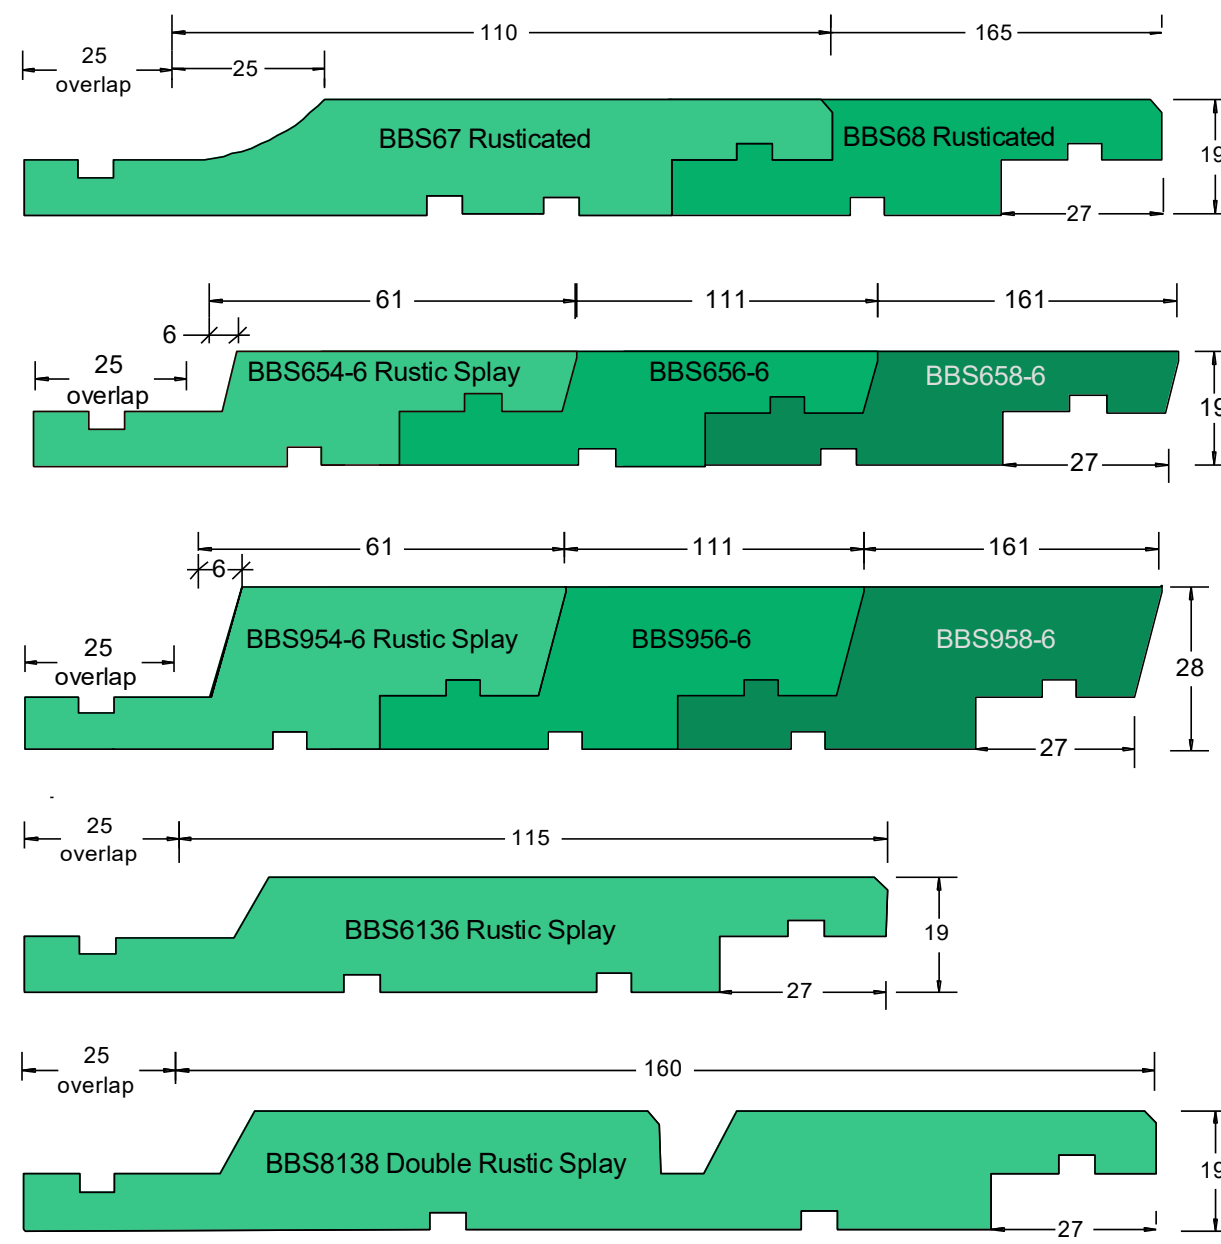 110
165
25
overlap
25
BBS67 Rusticated
BBS68 Rusticated
19
27
61
111
161
6
25
overlap
BBS654-6 Rustic Splay
BBS656-6
BBS658-6
19
27
61
111
161
6
25
overlap
BBS954-6 Rustic Splay
BBS956-6
BBS958-6
28
27
25
overlap
115
BBS6136 Rustic Splay
19
27
25
overlap
160
BBS8138 Double Rustic Splay
19
27